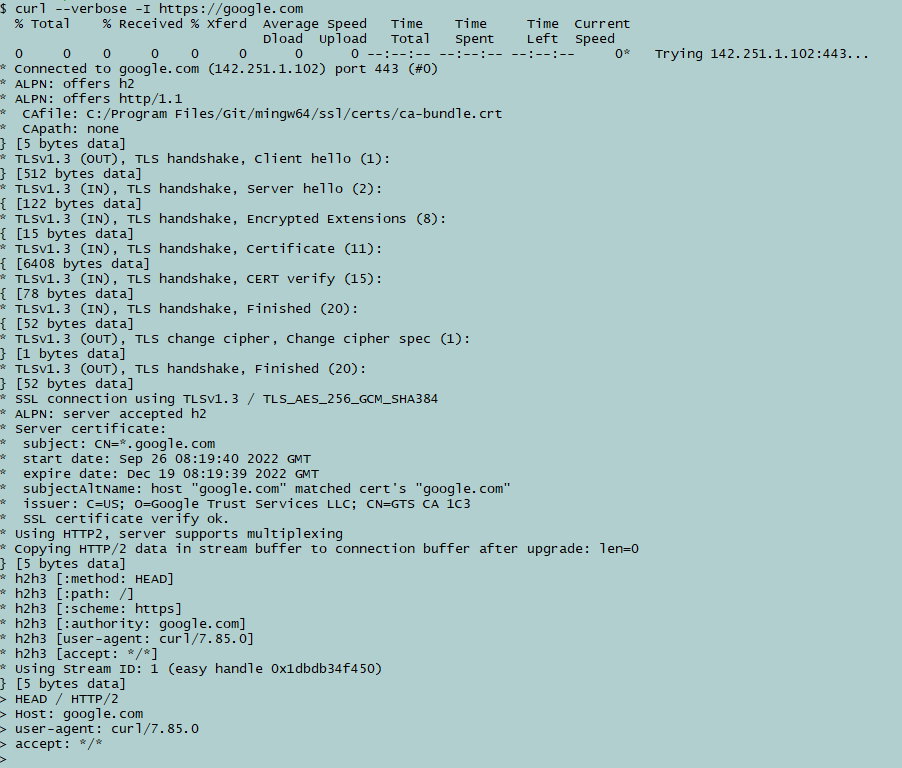 $ curl --verbose -I https://google.com
  % Total    % Received % Xferd  Average Speed   Time    Time     Time  Current
                                 Dload  Upload   Total   Spent    Left  Speed
  0     0    0     0    0     0      0      0 --:--:-- --:--:-- --:--:--     0*   Trying 142.251.1.102:443...
* Connected to google.com (142.251.1.102) port 443 (#0)
* ALPN: offers h2
* ALPN: offers http/1.1
*  CAfile: C:/Program Files/Git/mingw64/ssl/certs/ca-bundle.crt
*  CApath: none
} [5 bytes data]
* TLSv1.3 (OUT), TLS handshake, Client hello (1):
} [512 bytes data]
* TLSv1.3 (IN), TLS handshake, Server hello (2):
{ [122 bytes data]
* TLSv1.3 (IN), TLS handshake, Encrypted Extensions (8):
{ [15 bytes data]
* TLSv1.3 (IN), TLS handshake, Certificate (11):
{ [6408 bytes data]
* TLSv1.3 (IN), TLS handshake, CERT verify (15):
{ [78 bytes data]
* TLSv1.3 (IN), TLS handshake, Finished (20):
{ [52 bytes data]
* TLSv1.3 (OUT), TLS change cipher, Change cipher spec (1):
} [1 bytes data]
* TLSv1.3 (OUT), TLS handshake, Finished (20):
} [52 bytes data]
* SSL connection using TLSv1.3 / TLS_AES_256_GCM_SHA384
* ALPN: server accepted h2
* Server certificate:
*  subject: CN=*.google.com
*  start date: Sep 26 08:19:40 2022 GMT
*  expire date: Dec 19 08:19:39 2022 GMT
*  subjectAltName: host "google.com" matched cert's "google.com"
*  issuer: C=US; O=Google Trust Services LLC; CN=GTS CA 1C3
*  SSL certificate verify ok.
* Using HTTP2, server supports multiplexing
* Copying HTTP/2 data in stream buffer to connection buffer after upgrade: len=0
} [5 bytes data]
* h2h3 [:method: HEAD]
* h2h3 [:path: /]
* h2h3 [:scheme: https]
* h2h3 [:authority: google.com]
* h2h3 [user-agent: curl/7.85.0]
* h2h3 [accept: */*]
* Using Stream ID: 1 (easy handle 0x1dbdb34f450)
} [5 bytes data]
> HEAD / HTTP/2
> Host: google.com
> user-agent: curl/7.85.0
> accept: */*
>